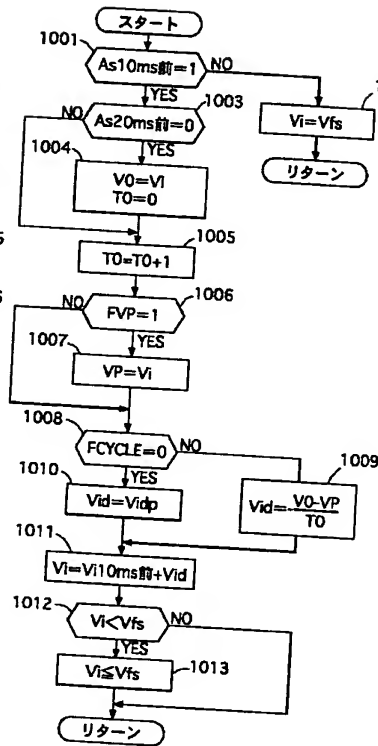 スタート
1001
As10ms前=1
NO
YES
1003
As20ms前=0
NO
YES
Vi=Vfs
リターン
1004
V0=VI
T0=0
1005
T0=T0+1
1006
FVP=1
NO
YES
1007
VP=Vi
1008
FCYCLE=0
NO
YES
1009
Vid=-V0-VP
T0
1010
Vid=Vidp
1011
Vi=Vi10ms前+Vid
1012
Vi<Vfs
NO
YES
1013
Vi≦Vfs
リターン